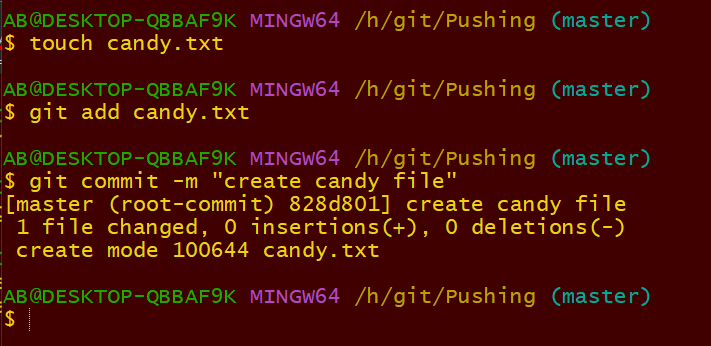 AB@DESKTOP-QBBAF9K MINGW64 /h/git/Pushing (master)
$ touch candy.txt
AB@DESKTOP-QBBAF9K MINGW64 /h/git/Pushing (master)
$ git add candy.txt
AB@DESKTOP-QBBAF9K MINGW64 /h/git/Pushing (master)
$ git commit -m "create candy file"
[master (root-commit) 828d801] create candy file
 1 file changed, 0 insertions(+), 0 deletions(-)
 create mode 100644 candy.txt
AB@DESKTOP-QBBAF9K MINGW64 /h/git/Pushing (master)
$